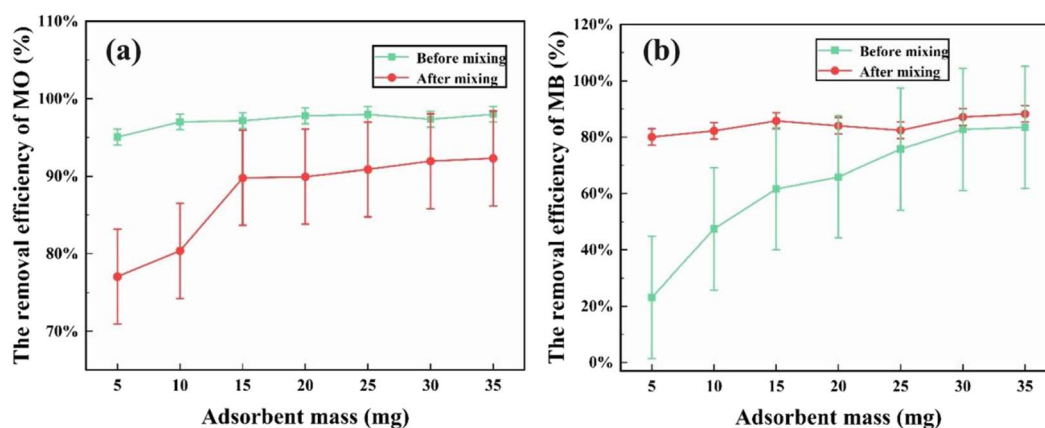 (a)
Before mixing
After mixing
The removal efficiency of MO (%)
110%
100%
90%
80%
70%
5 10 15 20 25 30 35
Adsorbent mass (mg)
(b)
Before mixing
After mixing
The removal efficiency of MB (%)
120%
100%
80%
60%
40%
20%
0%
5 10 15 20 25 30 35
Adsorbent mass (mg)